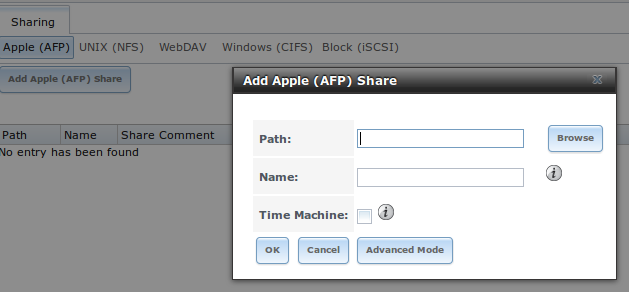 Sharing
Apple (AFP) UNIX (NFS) WebDAV Windows (CIFS) Block (iSCSI)
Add Apple (AFP) Share
Path Name Share Comment
No entry has been found
Add Apple (AFP) Share
Path: Browse
Name:
Time Machine:
OK Cancel Advanced Mode